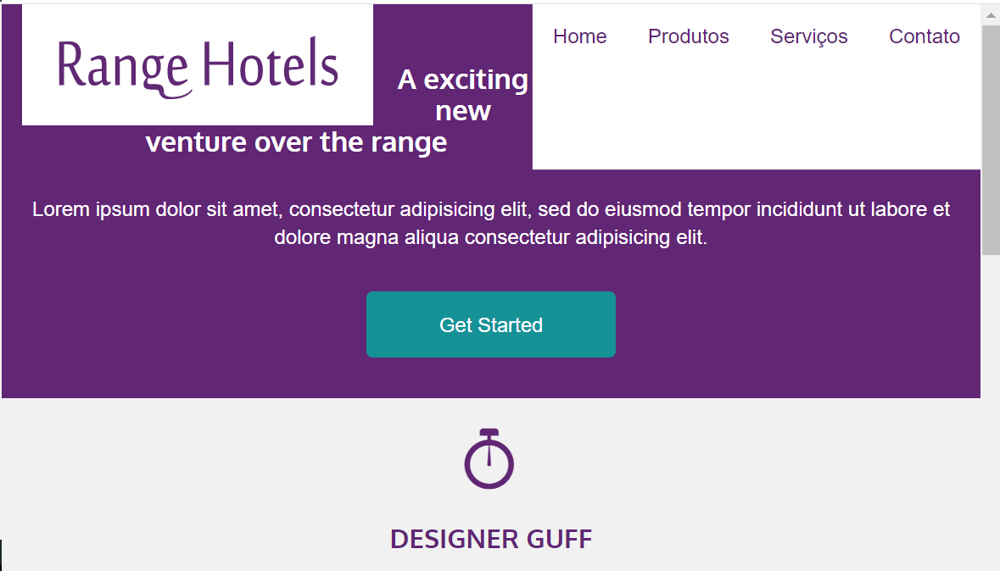 Range Hotels
Home Produtos Serviços Contato
A exciting
new
venture over the range
Lorem ipsum dolor sit amet, consectetur adipisicing elit, sed do eiusmod tempor incididunt ut labore et
dolore magna aliqua consectetur adipisicing elit.
Get Started
DESIGNER GUFF